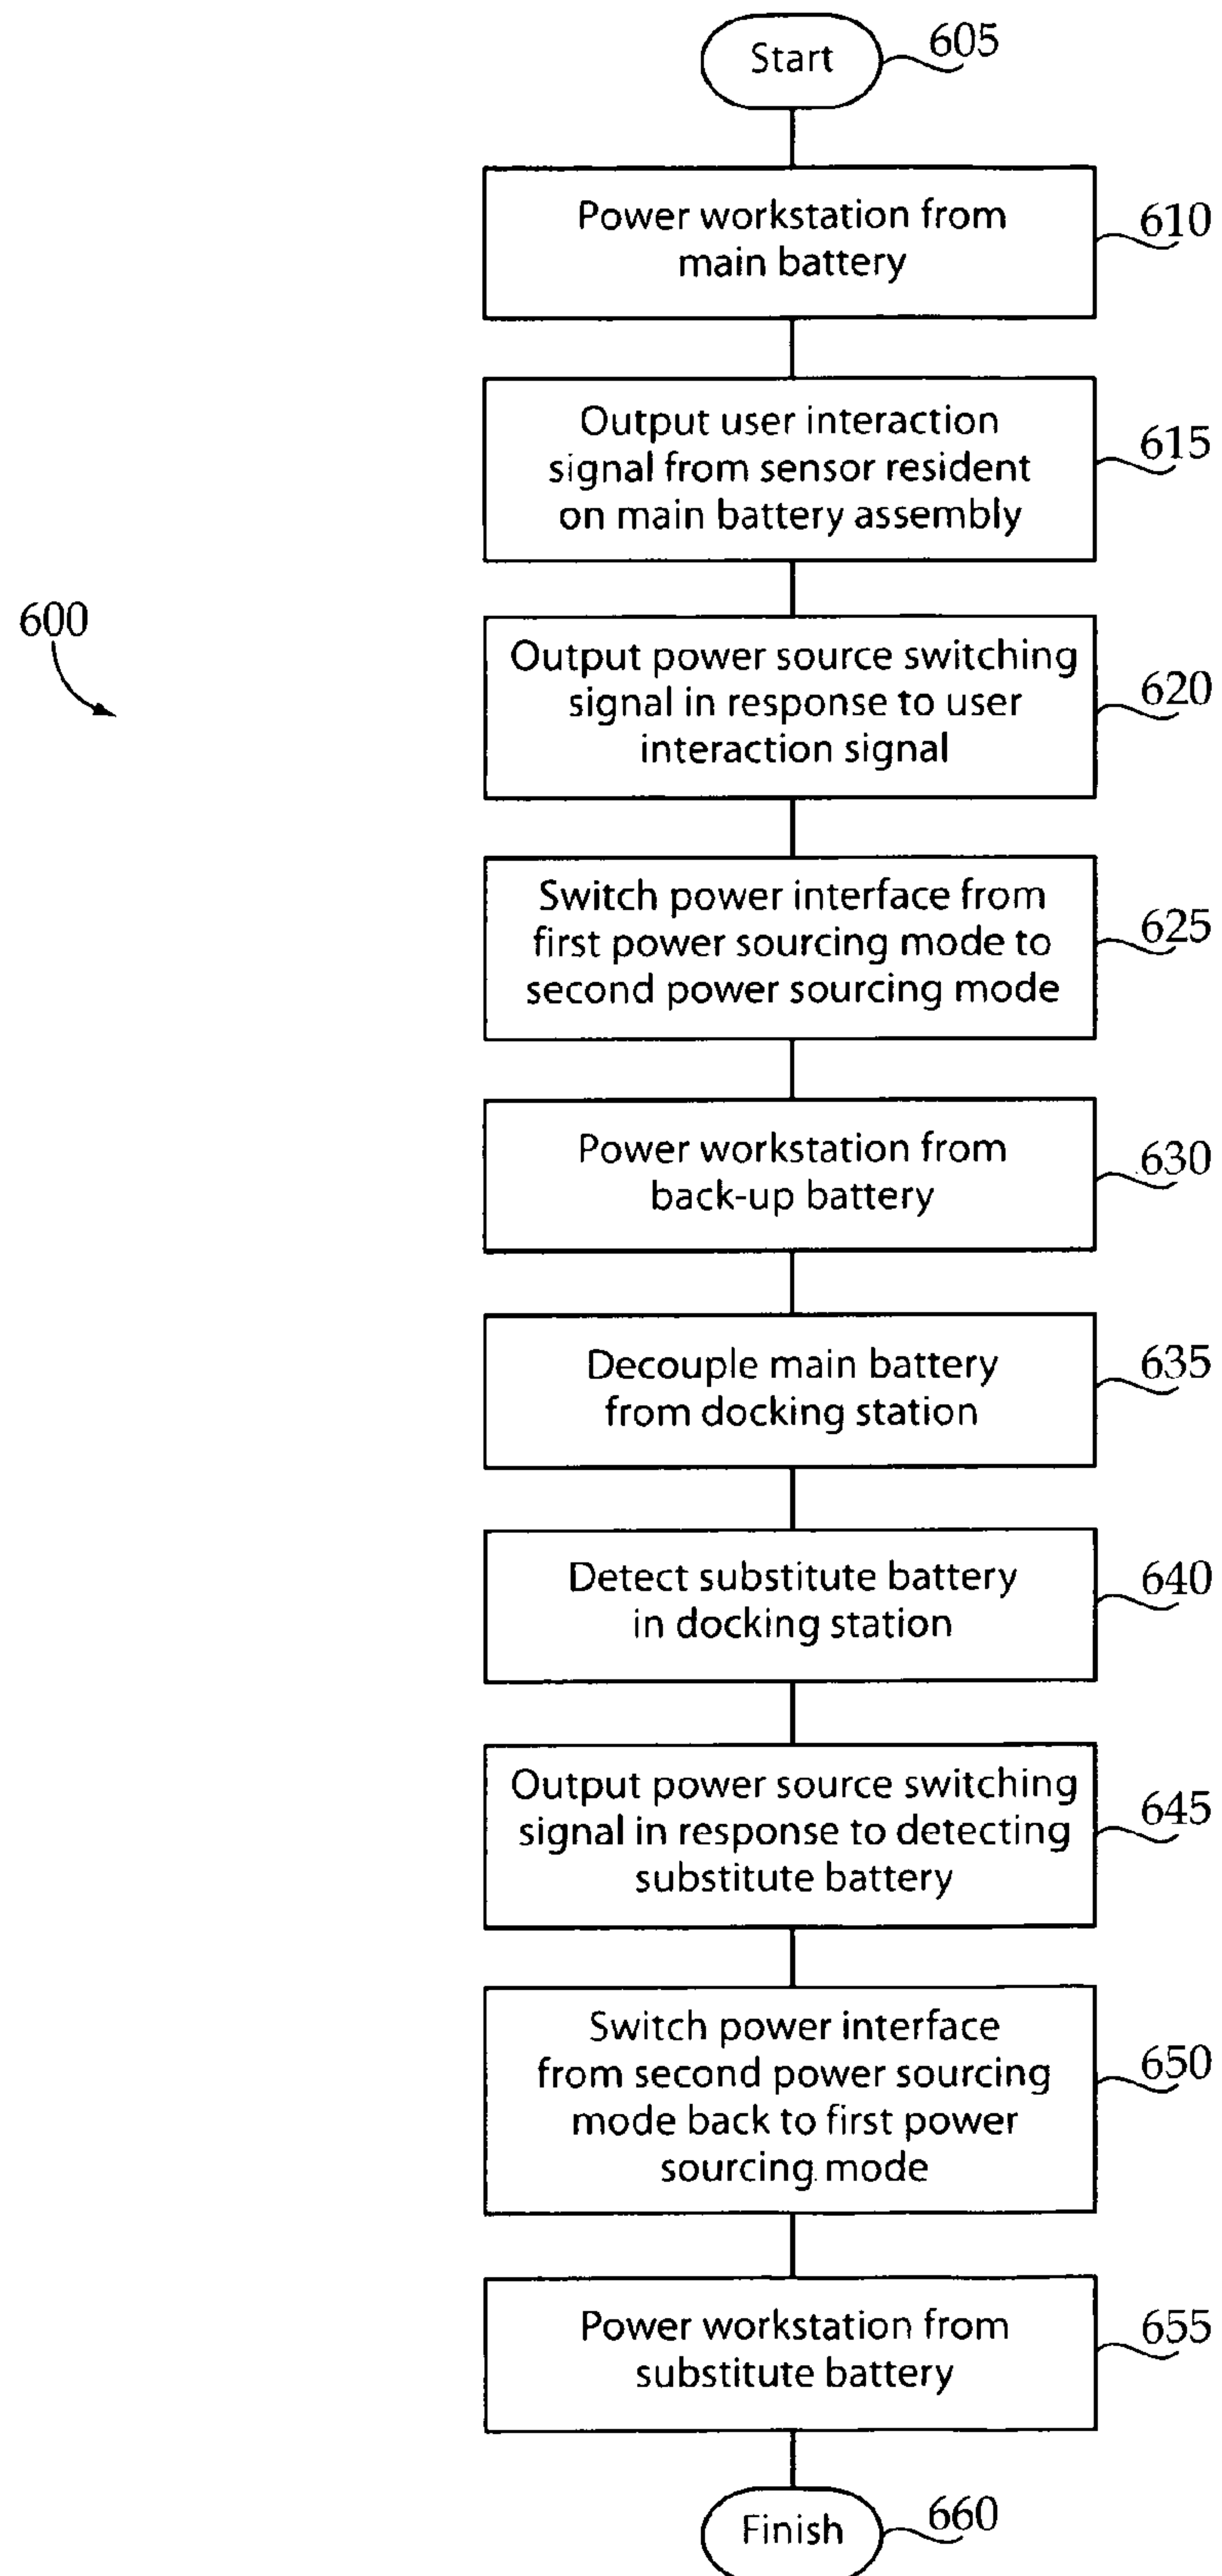 Start
605
Power workstation from
main battery
610
Output user interaction
signal from sensor resident
on main battery assembly
615
600
Output power source switching
signal in response to user
interaction signal
620
Switch power interface from
first power sourcing mode to
second power sourcing mode
625
Power workstation from
back-up battery
630
Decouple main battery
from docking station
635
Detect substitute battery
in docking station
640
Output power source switching
signal in response to detecting
substitute battery
645
Switch power interface
from second power sourcing
mode back to first power
sourcing mode
650
Power workstation from
substitute battery
655
Finish
660